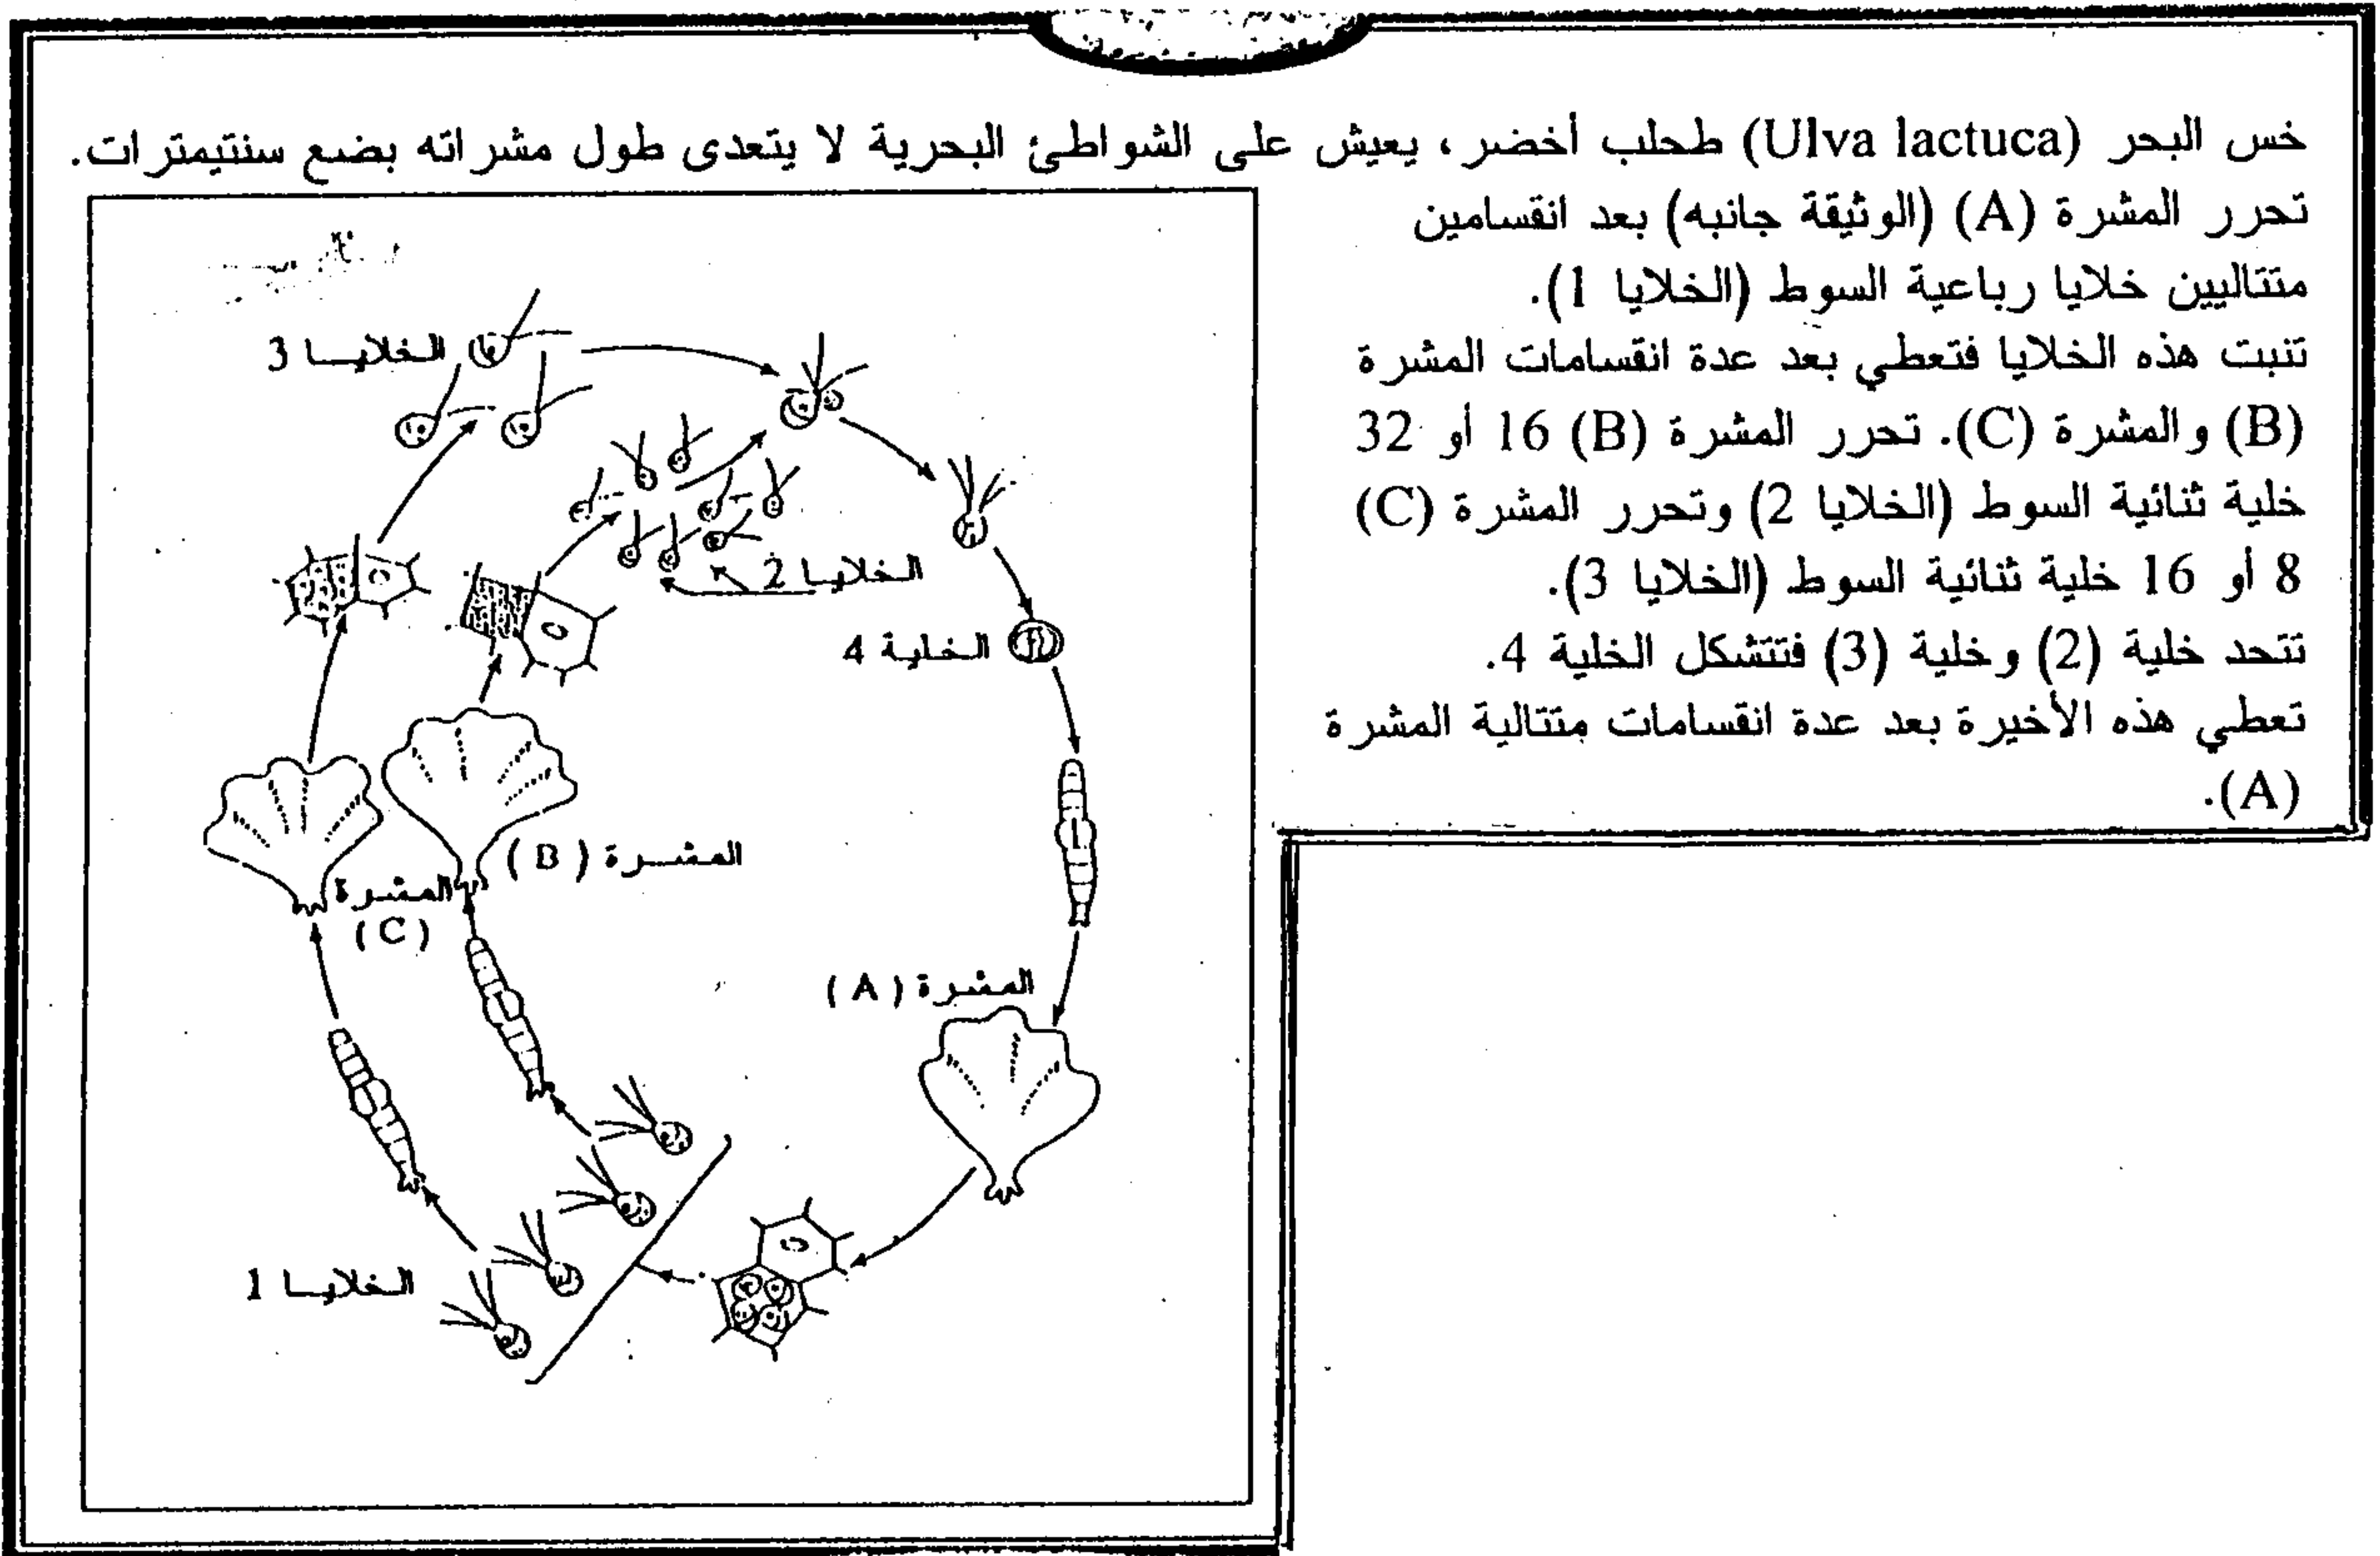 خس البحر (Ulva lactuca) طحلب أخضر، يعيش على الشواطئ البحرية لا يتعدى طول مشراته بضع سنتيمترات.
تحرر المشرة (A) (الوثيقة جانبه) بعد انقسامين
متتاليين خلايا رباعية السوط (الخلايا 1).
تنبت هذه الخلايا فتعطي بعد عدة انقسامات المشرة
(B) و المشرة (C). تحرر المشرة (B) 16 أو 32
خلية ثنائية السوط (الخلايا 2) وتحرر المشرة (C)
8 أو 16 خلية ثنائية السوط (الخلايا 3).
تتحد خلية (2) وخلية (3) فتتشكل الخلية 4.
تعطي هذه الأخيرة بعد عدة انقسامات متتالية المشرة
(A).
الخلايا 3
الخلايا 2
الخلية 4
المشرة (B)
المشرة
(C)
المشرة (A)
الخلايا 1